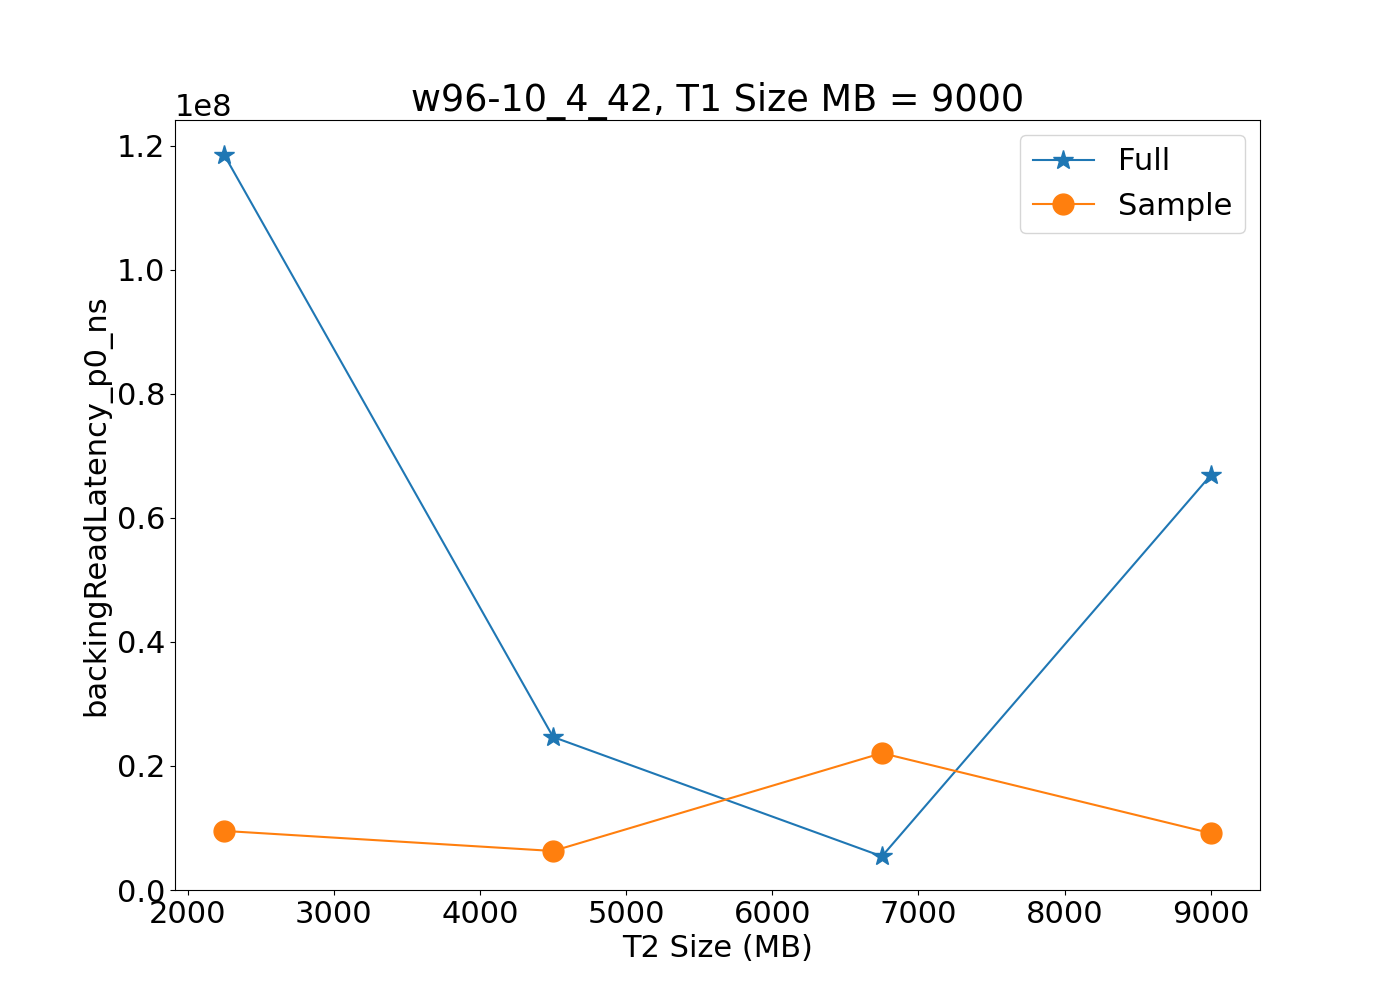 w96-10_4_42, T1 Size MB = 9000
1e8
1.2
1.0
0.8
0.6
0.4
0.2
0.0
backingReadLatency_p0_ns
Full
Sample
2000 3000 4000 5000 6000 7000 8000 9000
T2 Size (MB)